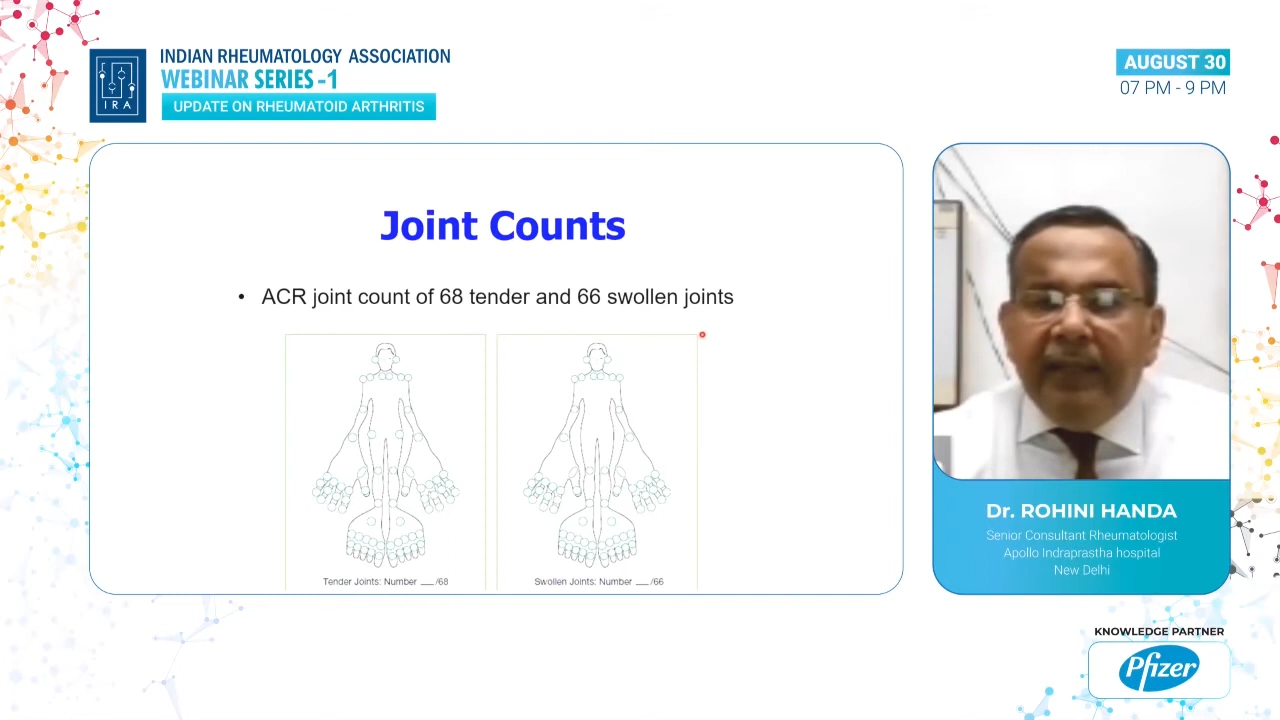 INDIAN RHEUMATOLOGY ASSOCIATION
WEBINAR SERIES -1
UPDATE ON RHEUMATOID ARTHRITIS
IRA
AUGUST 30
07 PM - 9 PM
Joint Counts
• ACR joint count of 68 tender and 66 swollen joints
Tender Joints: Number ___ /68
Swollen Joints: Number ___ /66
Dr. ROHINI HANDA
Senior Consultant Rheumatologist
Apollo Indraprastha hospital
New Delhi
KNOWLEDGE PARTNER
Pfizer